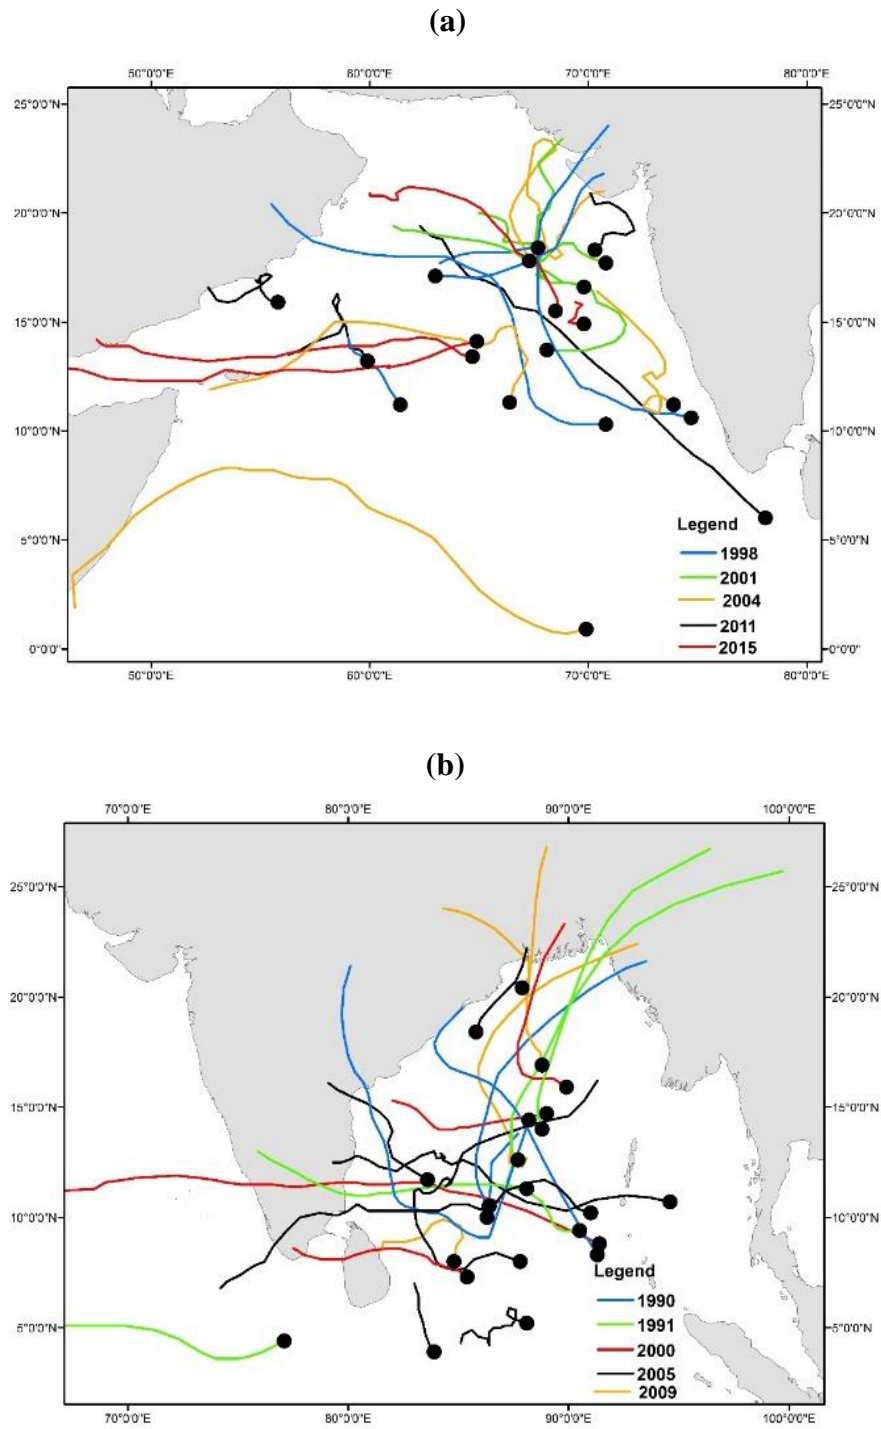 (a)
50°0'0"E 60°0'0"E 70°0'0"E 80°0'0"E
25°0'0"N 25°0'0"N
20°0'0"N 20°0'0"N
15°0'0"N 15°0'0"N
10°0'0"N 10°0'0"N
5°0'0"N 5°0'0"N
0°0'0" 0°0'0"
Legend
1998
2001
2004
2011
2015
50°0'0"E 60°0'0"E 70°0'0"E 80°0'0"E
(b)
70°0'0"E 80°0'0"E 90°0'0"E 100°0'0"E
25°0'0"N 25°0'0"N
20°0'0"N 20°0'0"N
15°0'0"N 15°0'0"N
10°0'0"N 10°0'0"N
Legend
1990
5°0'0"N 5°0'0"N
1991
2000
2005
2009
70°0'0"E 80°0'0"E 90°0'0"E 100°0'0"E